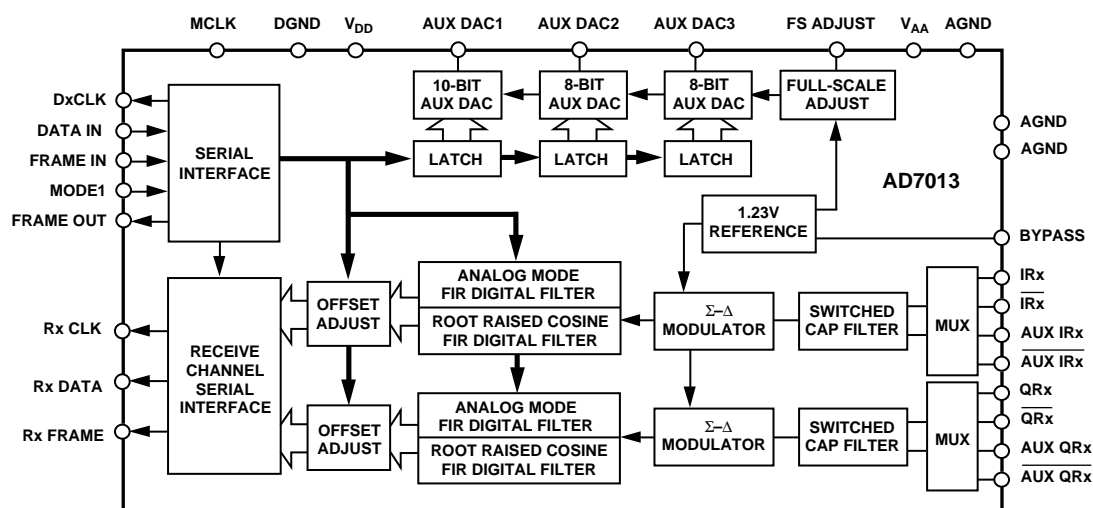 MCLK DGND VDD AUX DAC1 AUX DAC2 AUX DAC3 FS ADJUST VAA AGND
DxCLK
DATA IN
FRAME IN
MODE1
FRAME OUT
SERIAL
INTERFACE
10-BIT
AUX DAC
8-BIT
AUX DAC
8-BIT
AUX DAC
FULL-SCALE
ADJUST
LATCH
LATCH
LATCH
AGND
AGND
AD7013
1.23V
REFERENCE
BYPASS
Rx CLK
Rx DATA
Rx FRAME
RECEIVE
CHANNEL
SERIAL
INTERFACE
OFFSET
ADJUST
ANALOG MODE
FIR DIGITAL FILTER
ROOT RAISED COSINE
FIR DIGITAL FILTER
Σ–Δ
MODULATOR
SWITCHED
CAP FILTER
MUX
IRx
IRx
AUX IRx
AUX IRx
OFFSET
ADJUST
ANALOG MODE
FIR DIGITAL FILTER
ROOT RAISED COSINE
FIR DIGITAL FILTER
Σ–Δ
MODULATOR
SWITCHED
CAP FILTER
MUX
QRx
QRx
AUX QRx
AUX QRx